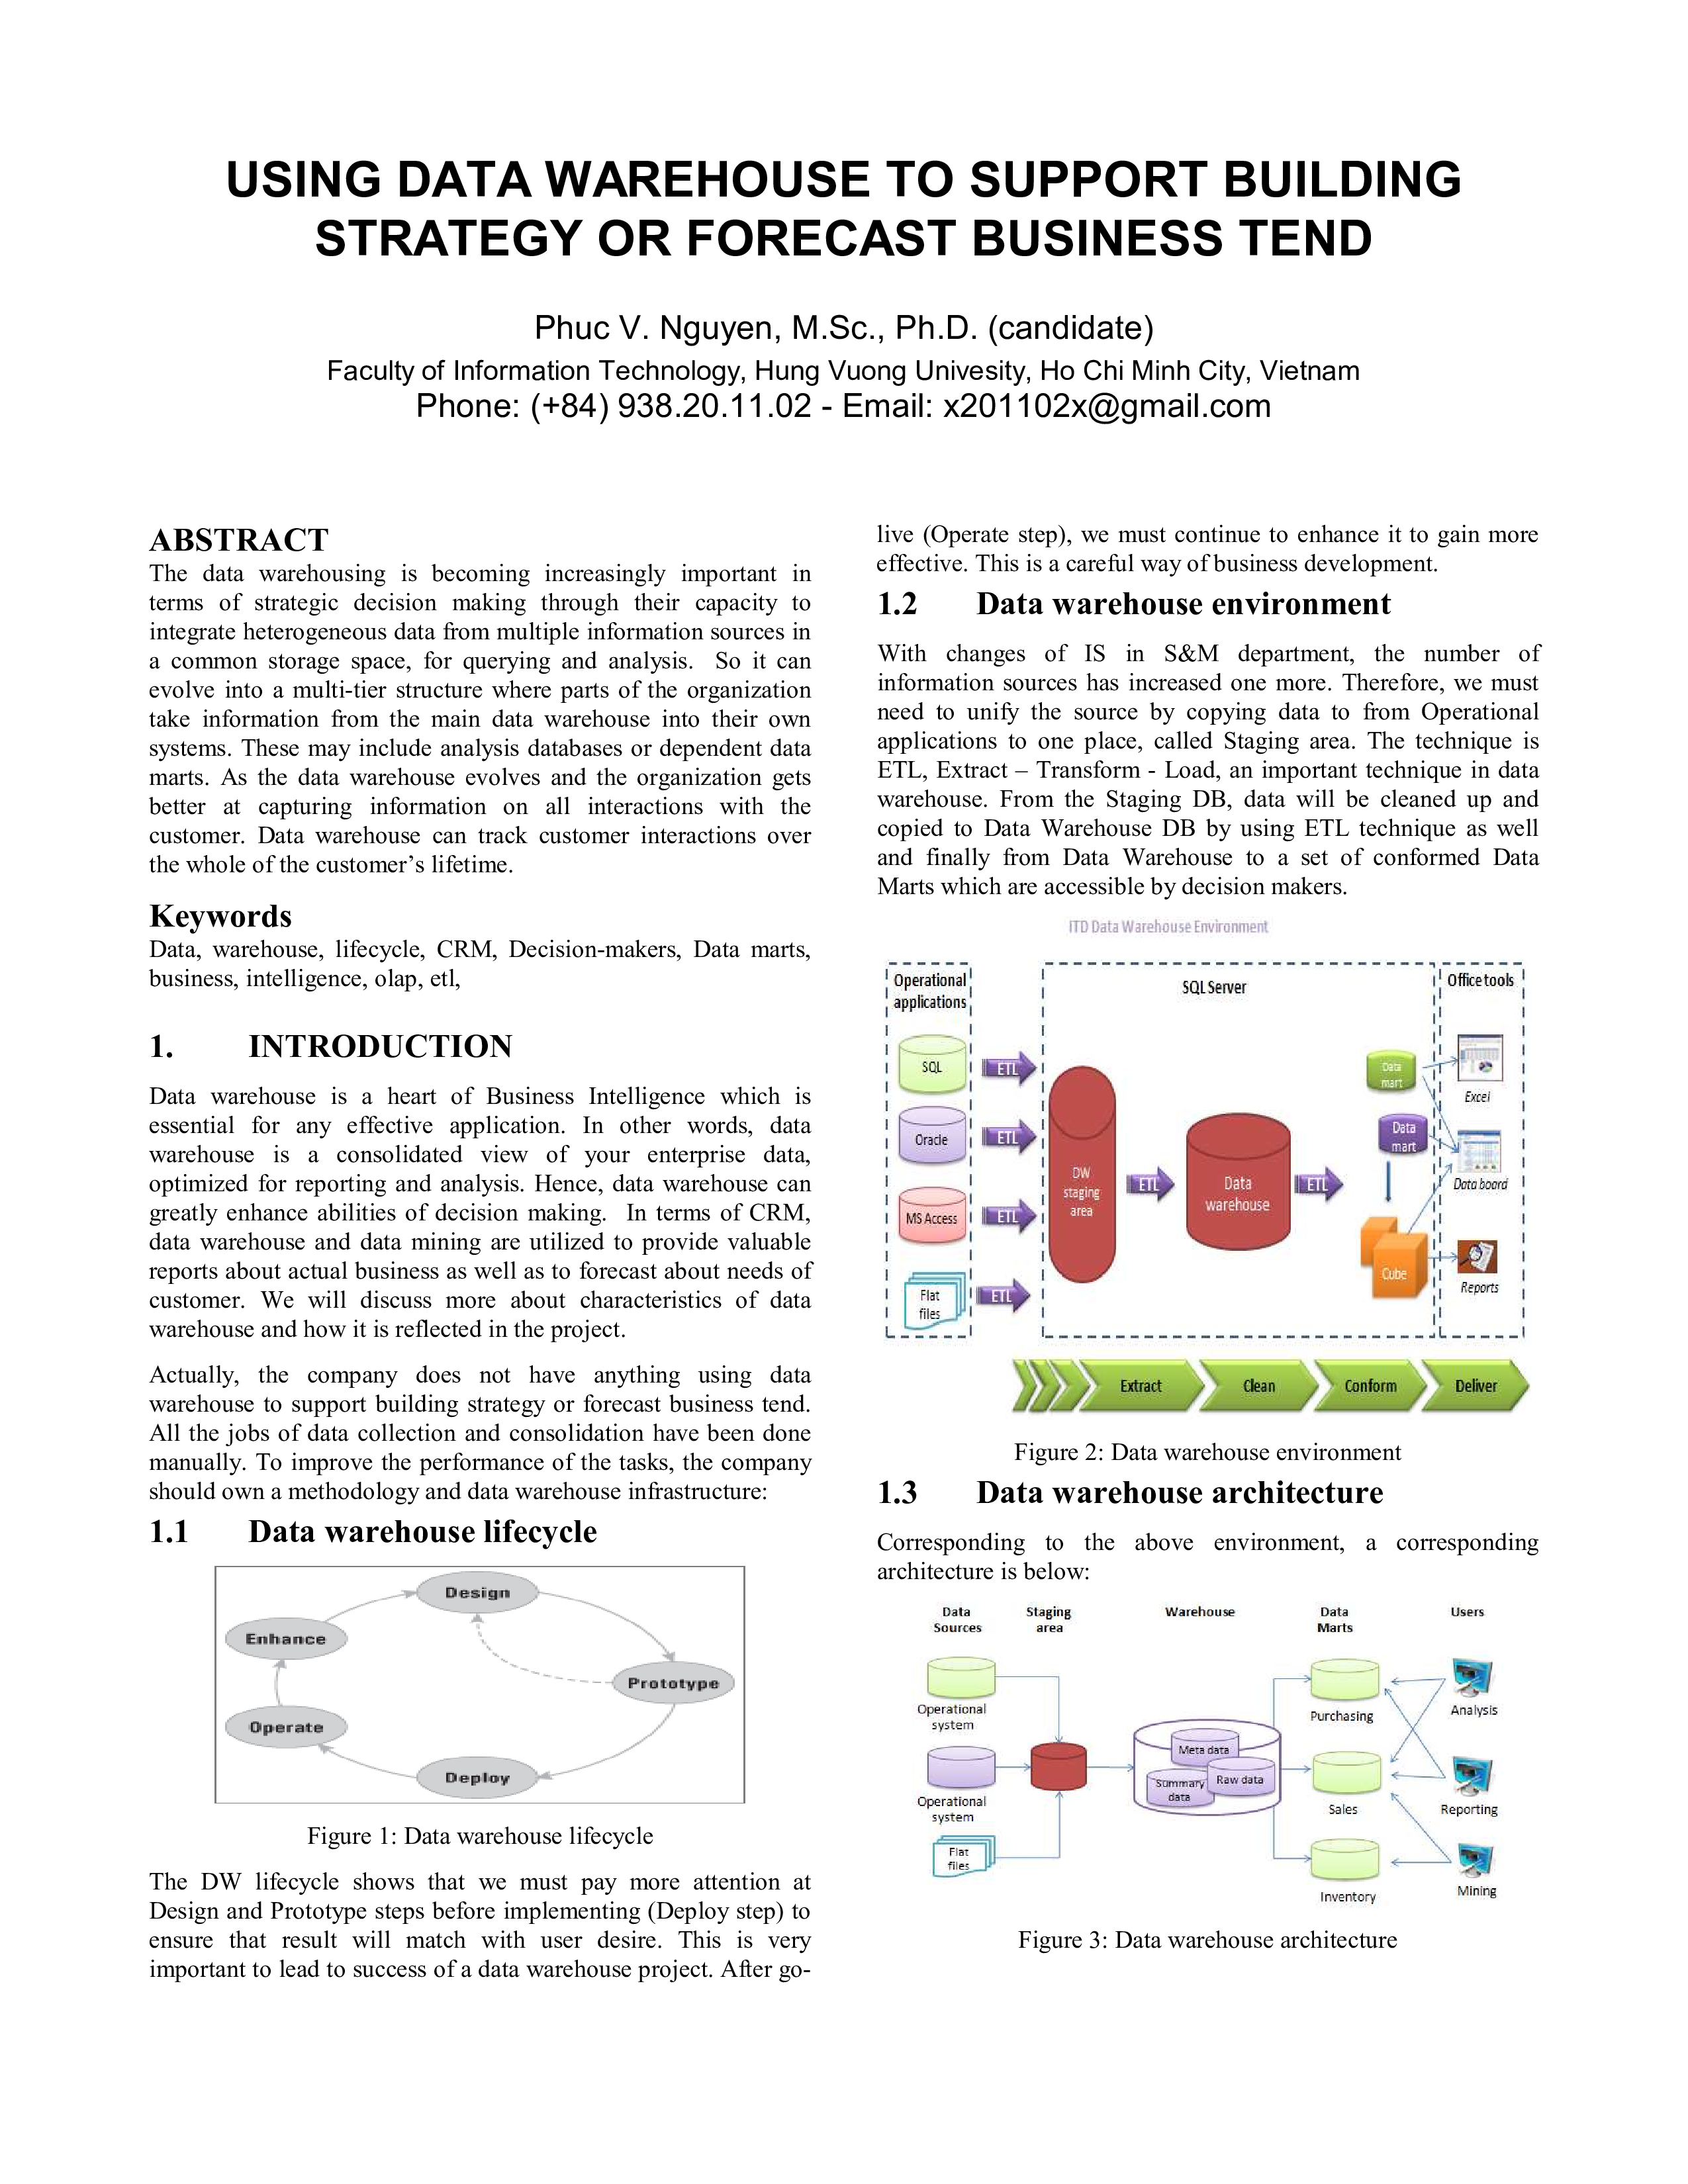 USING DATA WAREHOUSE TO SUPPORT BUILDING
STRATEGY OR FORECAST BUSINESS TEND
Phuc V. Nguyen, M.Sc., Ph.D. (candidate)
Faculty of Information Technology, Hung Vuong Univesity, Ho Chi Minh City, Vietnam
Phone: (+84) 938.20.11.02 - Email: x201102x@gmail.com
ABSTRACT
The data warehousing is becoming increasingly important in
terms of strategic decision making through their capacity to
integrate heterogeneous data from multiple information sources in
a common storage space, for querying and analysis. So it can
evolve into a multi-tier structure where parts of the organization
take information from the main data warehouse into their own
systems. These may include analysis databases or dependent data
marts. As the data warehouse evolves and the organization gets
better at capturing information on all interactions with the
customer. Data warehouse can track customer interactions over
the whole of the customer's lifetime.
Keywords
Data, warehouse, lifecycle, CRM, Decision-makers, Data marts,
business, intelligence, olap, etl,
1. INTRODUCTION
Data warehouse is a heart of Business Intelligence which is
essential for any effective application. In other words, data
warehouse is a consolidated view of your enterprise data,
optimized for reporting and analysis. Hence, data warehouse can
greatly enhance abilities of decision making. In terms of CRM,
data warehouse and data mining are utilized to provide valuable
reports about actual business as well as to forecast about needs of
customer. We will discuss more about characteristics of data
warehouse and how it is reflected in the project.
Actually, the company does not have anything using data
warehouse to support building strategy or forecast business tend.
All the jobs of data collection and consolidation have been done
manually. To improve the performance of the tasks, the company
should own a methodology and data warehouse infrastructure:
1.1 Data warehouse lifecycle
Design
Enhance
Prototype
Operate
Deploy
Figure 1: Data warehouse lifecycle
The DW lifecycle shows that we must pay more attention at
Design and Prototype steps before implementing (Deploy step) to
ensure that result will match with user desire. This is very
important to lead to success of a data warehouse project. After go-
live (Operate step), we must continue to enhance it to gain more
effective. This is a careful way of business development.
1.2 Data warehouse environment
With changes of IS in S&M department, the number of
information sources has increased one more. Therefore, we must
need to unify the source by copying data to from Operational
applications to one place, called Staging area. The technique is
ETL, Extract – Transform - Load, an important technique in data
warehouse. From the Staging DB, data will be cleaned up and
copied to Data Warehouse DB by using ETL technique as well
and finally from Data Warehouse to a set of conformed Data
Marts which are accessible by decision makers.
ITD Data Warehouse Environment
Operational
applications
SQL Server
Office tools
SQL
ETL
Data
mart
Excel
Oracle
ETL
Data
mart
Data board
DW
staging
area
ETL
Data
warehouse
ETL
MS Access
ETL
Cube
Reports
Flat
files
ETL
Extract
Clean
Conform
Deliver
Figure 2: Data warehouse environment
1.3 Data warehouse architecture
Corresponding to the above environment, a corresponding
architecture is below:
Data
Sources
Staging
area
Warehouse
Data
Marts
Users
Operational
system
Purchasing
Analysis
Meta data
Summary
data
Raw data
Operational
system
Sales
Reporting
Flat
files
Inventory
Mining
Figure 3: Data warehouse architecture